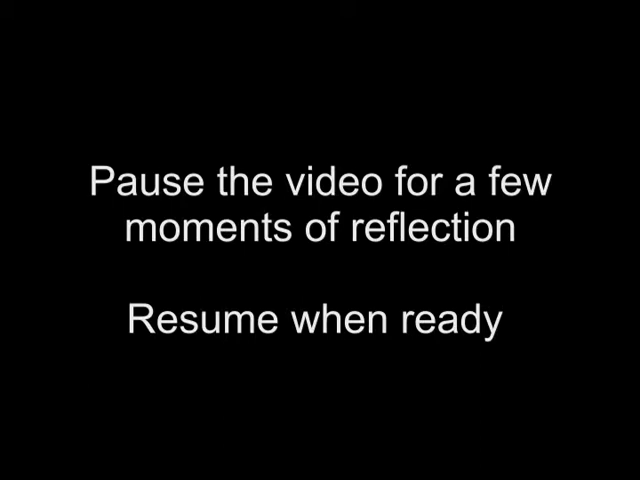 Pause the video for a few
moments of reflection
Resume when ready